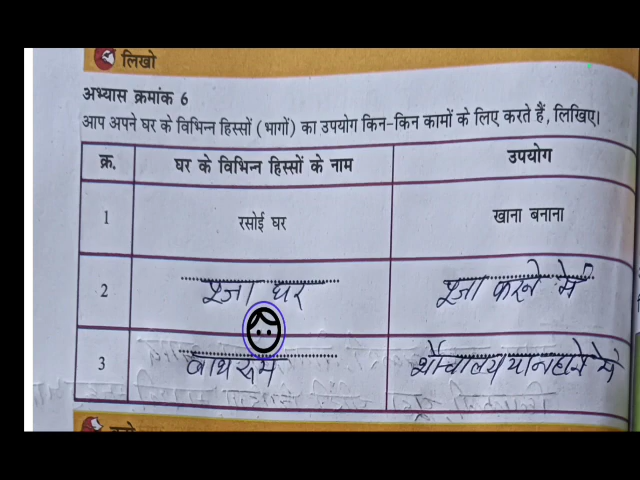 लिखो
अभ्यास क्रमांक 6
आप अपने घर के विभिन्न हिस्सों (भागों) का उपयोग किन-किन कामों के लिए करते हैं, लिखिए।
क्र. घर के विभिन्न हिस्सों के नाम उपयोग
1 रसोई घर खाना बनाना
2 पूजा घर पूजा करने में
3 बाथरूम शौचालय या नहाने में